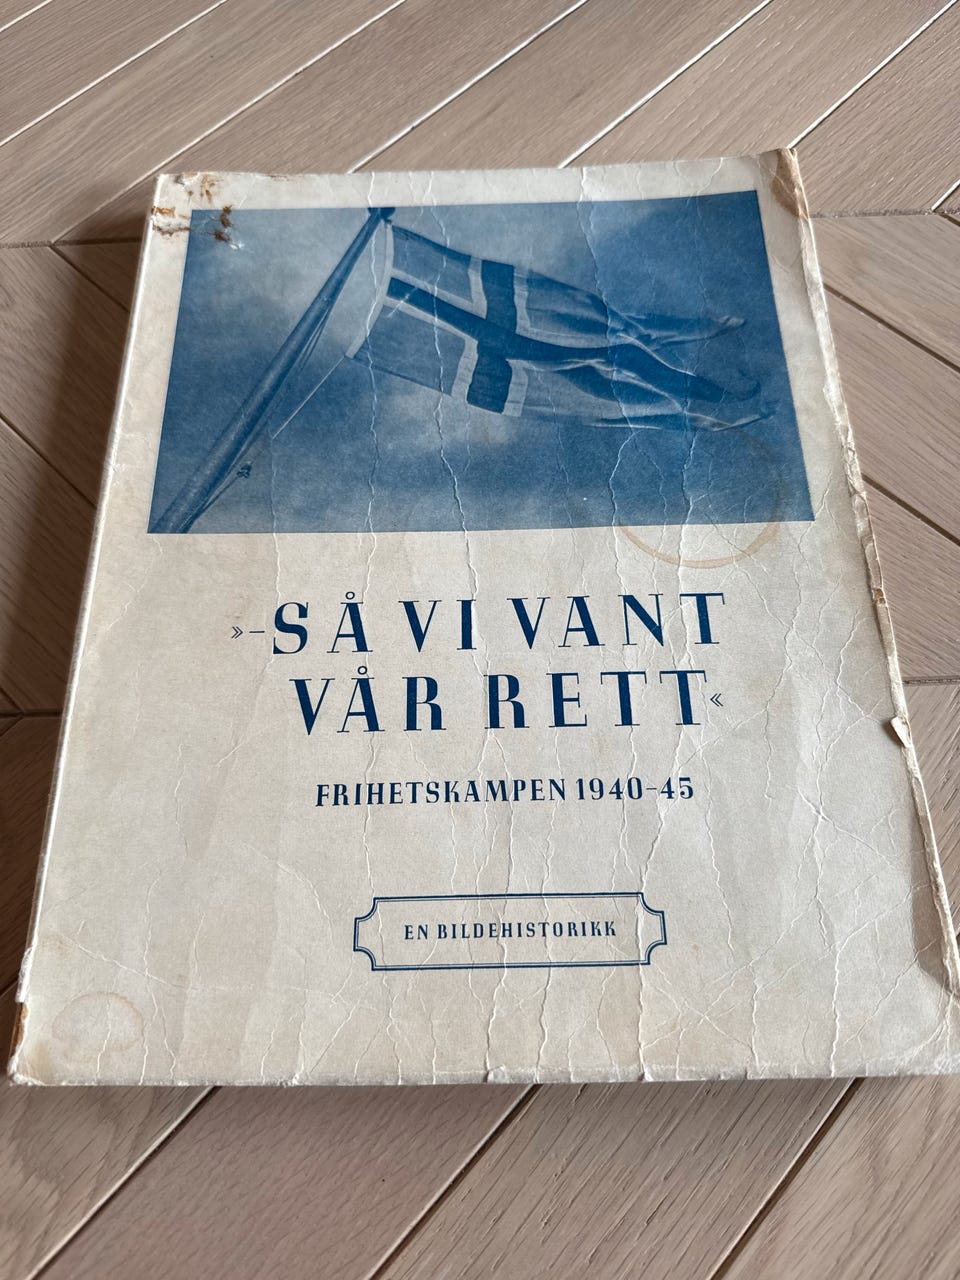 »–SÅ VI VANT
VÅR RETT«
FRIHETSKAMPEN 1940–45
EN BILDEHISTORIKK